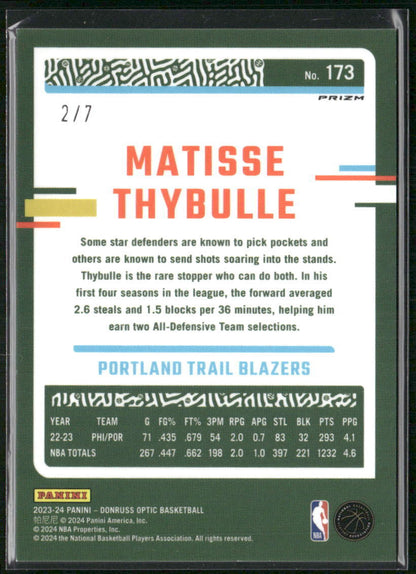 No. 173
PRIZM
2/7
MATISSE
THYBULLE
Some star defenders are known to pick pockets and
others are known to send shots soaring into the stands.
Thybulle is the rare stopper who can do both. In his
first four seasons in the league, the forward averaged
2.6 steals and 1.5 blocks per 36 minutes, helping him
earn two All-Defensive Team selections.
PORTLAND TRAIL BLAZERS
YEAR TEAM G FG% FT% 3PM RPG APG STL BLK PTS PPG
22-23 PHI/POR 71 .435 .679 54 2.0 0.7 83 32 293 4.1
NBA TOTALS 267 .447 .662 198 2.0 1.0 397 221 1232 4.6
PANINI
2023-24 PANINI – DONRUSS OPTIC BASKETBALL
帕尼尼 © 2024 Panini America, Inc.
© 2024 NBA Properties, Inc.
© 2024 the National Basketball Players Association. All rights reserved.
NBA